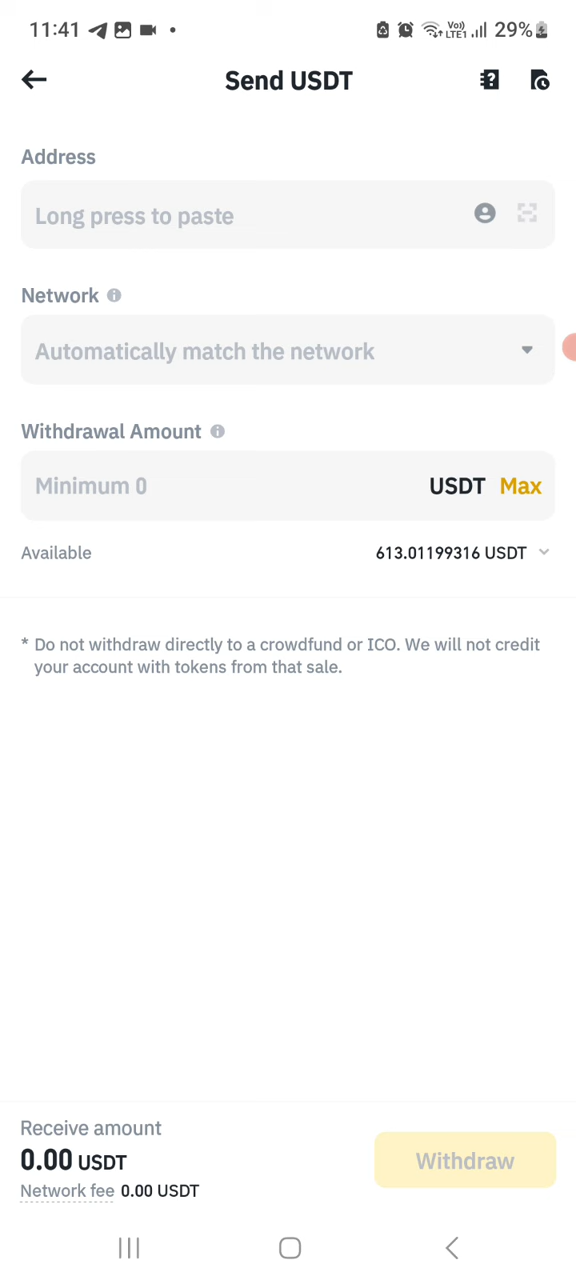 11:41 Vo)) LTE1 29%
Send USDT
Address
Long press to paste
Network
Automatically match the network
Withdrawal Amount
Minimum 0 USDT Max
Available 613.01199316 USDT
* Do not withdraw directly to a crowdfund or ICO. We will not credit
your account with tokens from that sale.
Receive amount
0.00 USDT
Network fee 0.00 USDT
Withdraw